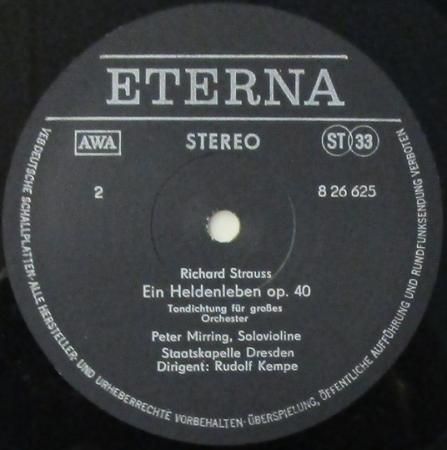 ETERNA
AWA STEREO ST 33
2 8 26 625
Richard Strauss
Ein Heldenleben op. 40
Tondichtung für großes
Orchester
Peter Mirring, Solovioline
Staatskapelle Dresden
Dirigent: Rudolf Kempe
VEB DEUTSCHE SCHALLPLATTEN·ALLE HERSTELLER- UND URHEBERRECHTE VORBEHALTEN·ÜBERSPIELUNG, ÖFFENTLICHE AUFFÜHRUNG UND RUNDFUNKSENDUNG VERBOTEN